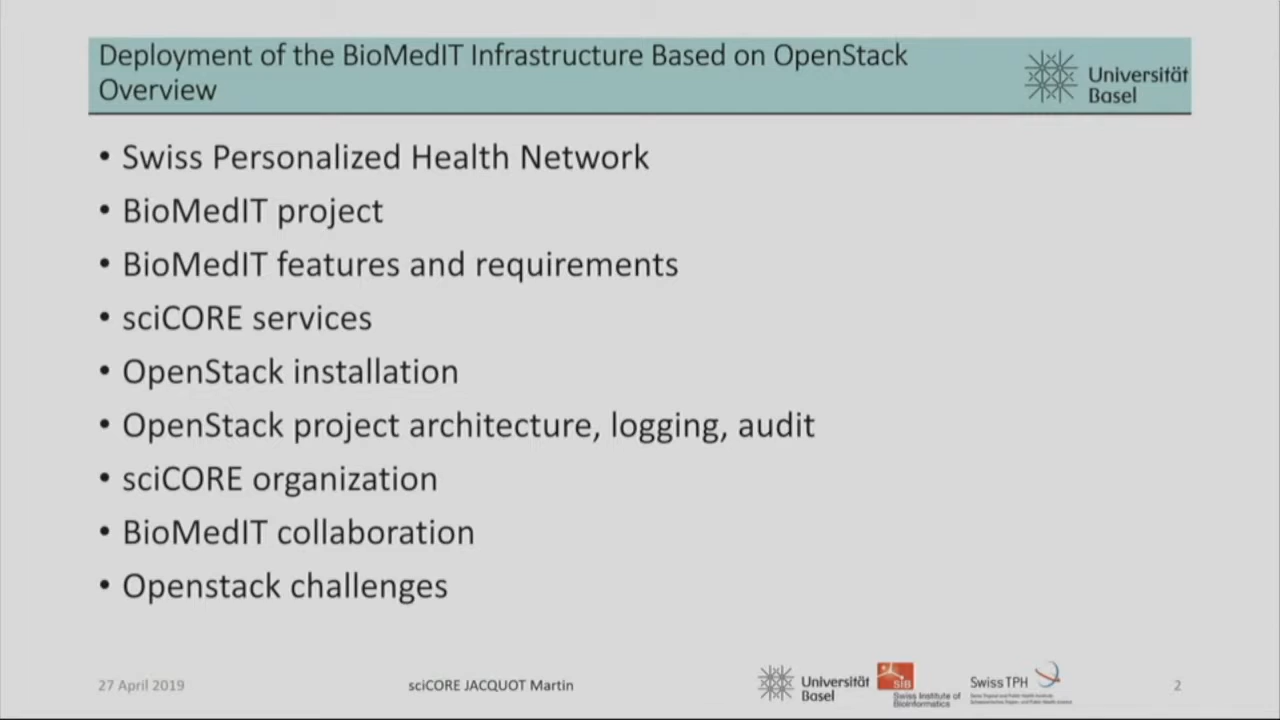 Deployment of the BioMedIT Infrastructure Based on OpenStack
Overview
Universität
Basel
• Swiss Personalized Health Network
• BioMedIT project
• BioMedIT features and requirements
• sciCORE services
• OpenStack installation
• OpenStack project architecture, logging, audit
• sciCORE organization
• BioMedIT collaboration
• Openstack challenges
27 April 2019
sciCORE JACQUOT Martin
Universität
Basel
SIB
Swiss Institute of
Bioinformatics
Swiss TPH
2